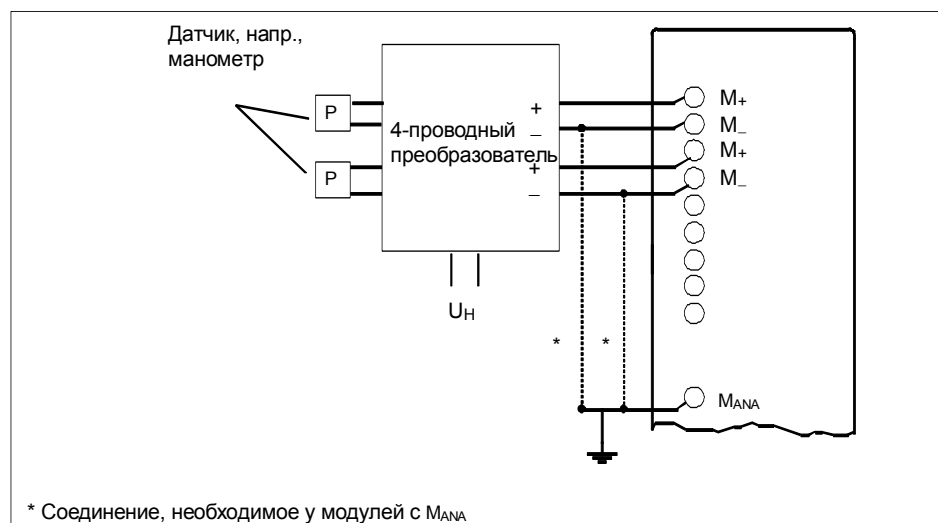 Датчик, напр.,
манометр
P
P
4-проводный
преобразователь
+
–
+
–
UH
M+
M–
M+
M–
*
*
MANA
* Соединение, необходимое у модулей с MANA